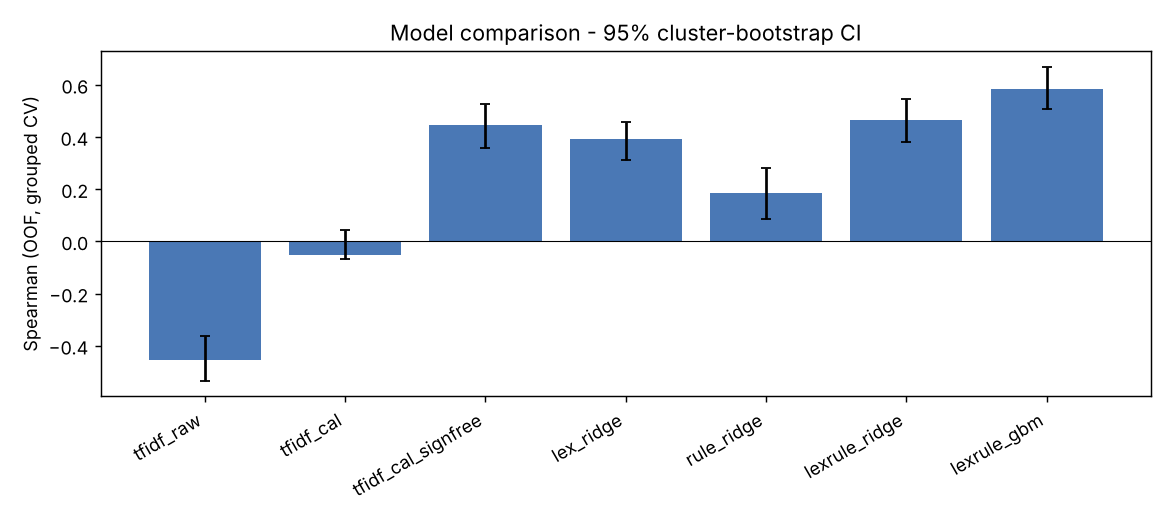 Model comparison - 95% cluster-bootstrap CI
Spearman (OOF, grouped CV)
0.6
0.4
0.2
0.0
−0.2
−0.4
tfidf_raw
tfidf_cal
tfidf_cal_signfree
lex_ridge
rule_ridge
lexrule_ridge
lexrule_gbm